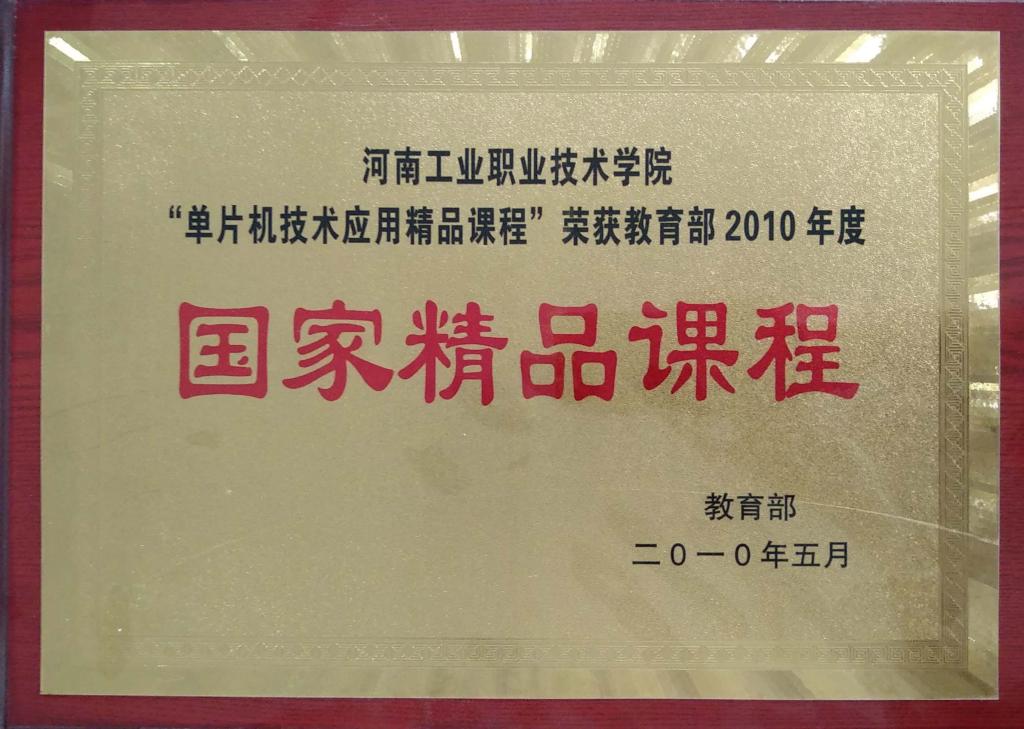 河南工业职业技术学院
“单片机技术应用精品课程”荣获教育部2010年度
国家精品课程
教育部
二0一0年五月